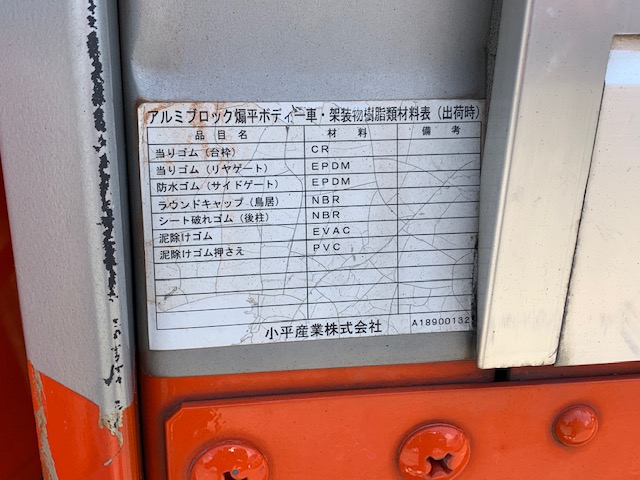 アルミブロック煽平ボディー車・架装物樹脂類材料表（出荷時）
品目名 材料 備考
当りゴム（台枠） CR
当りゴム（リヤゲート） EPDM
防水ゴム（サイドゲート） EPDM
ラウンドキャップ（鳥居） NBR
シート破れゴム（後柱） NBR
泥除けゴム EVAC
泥除けゴム押さえ PVC
小平産業株式会社 A18900132